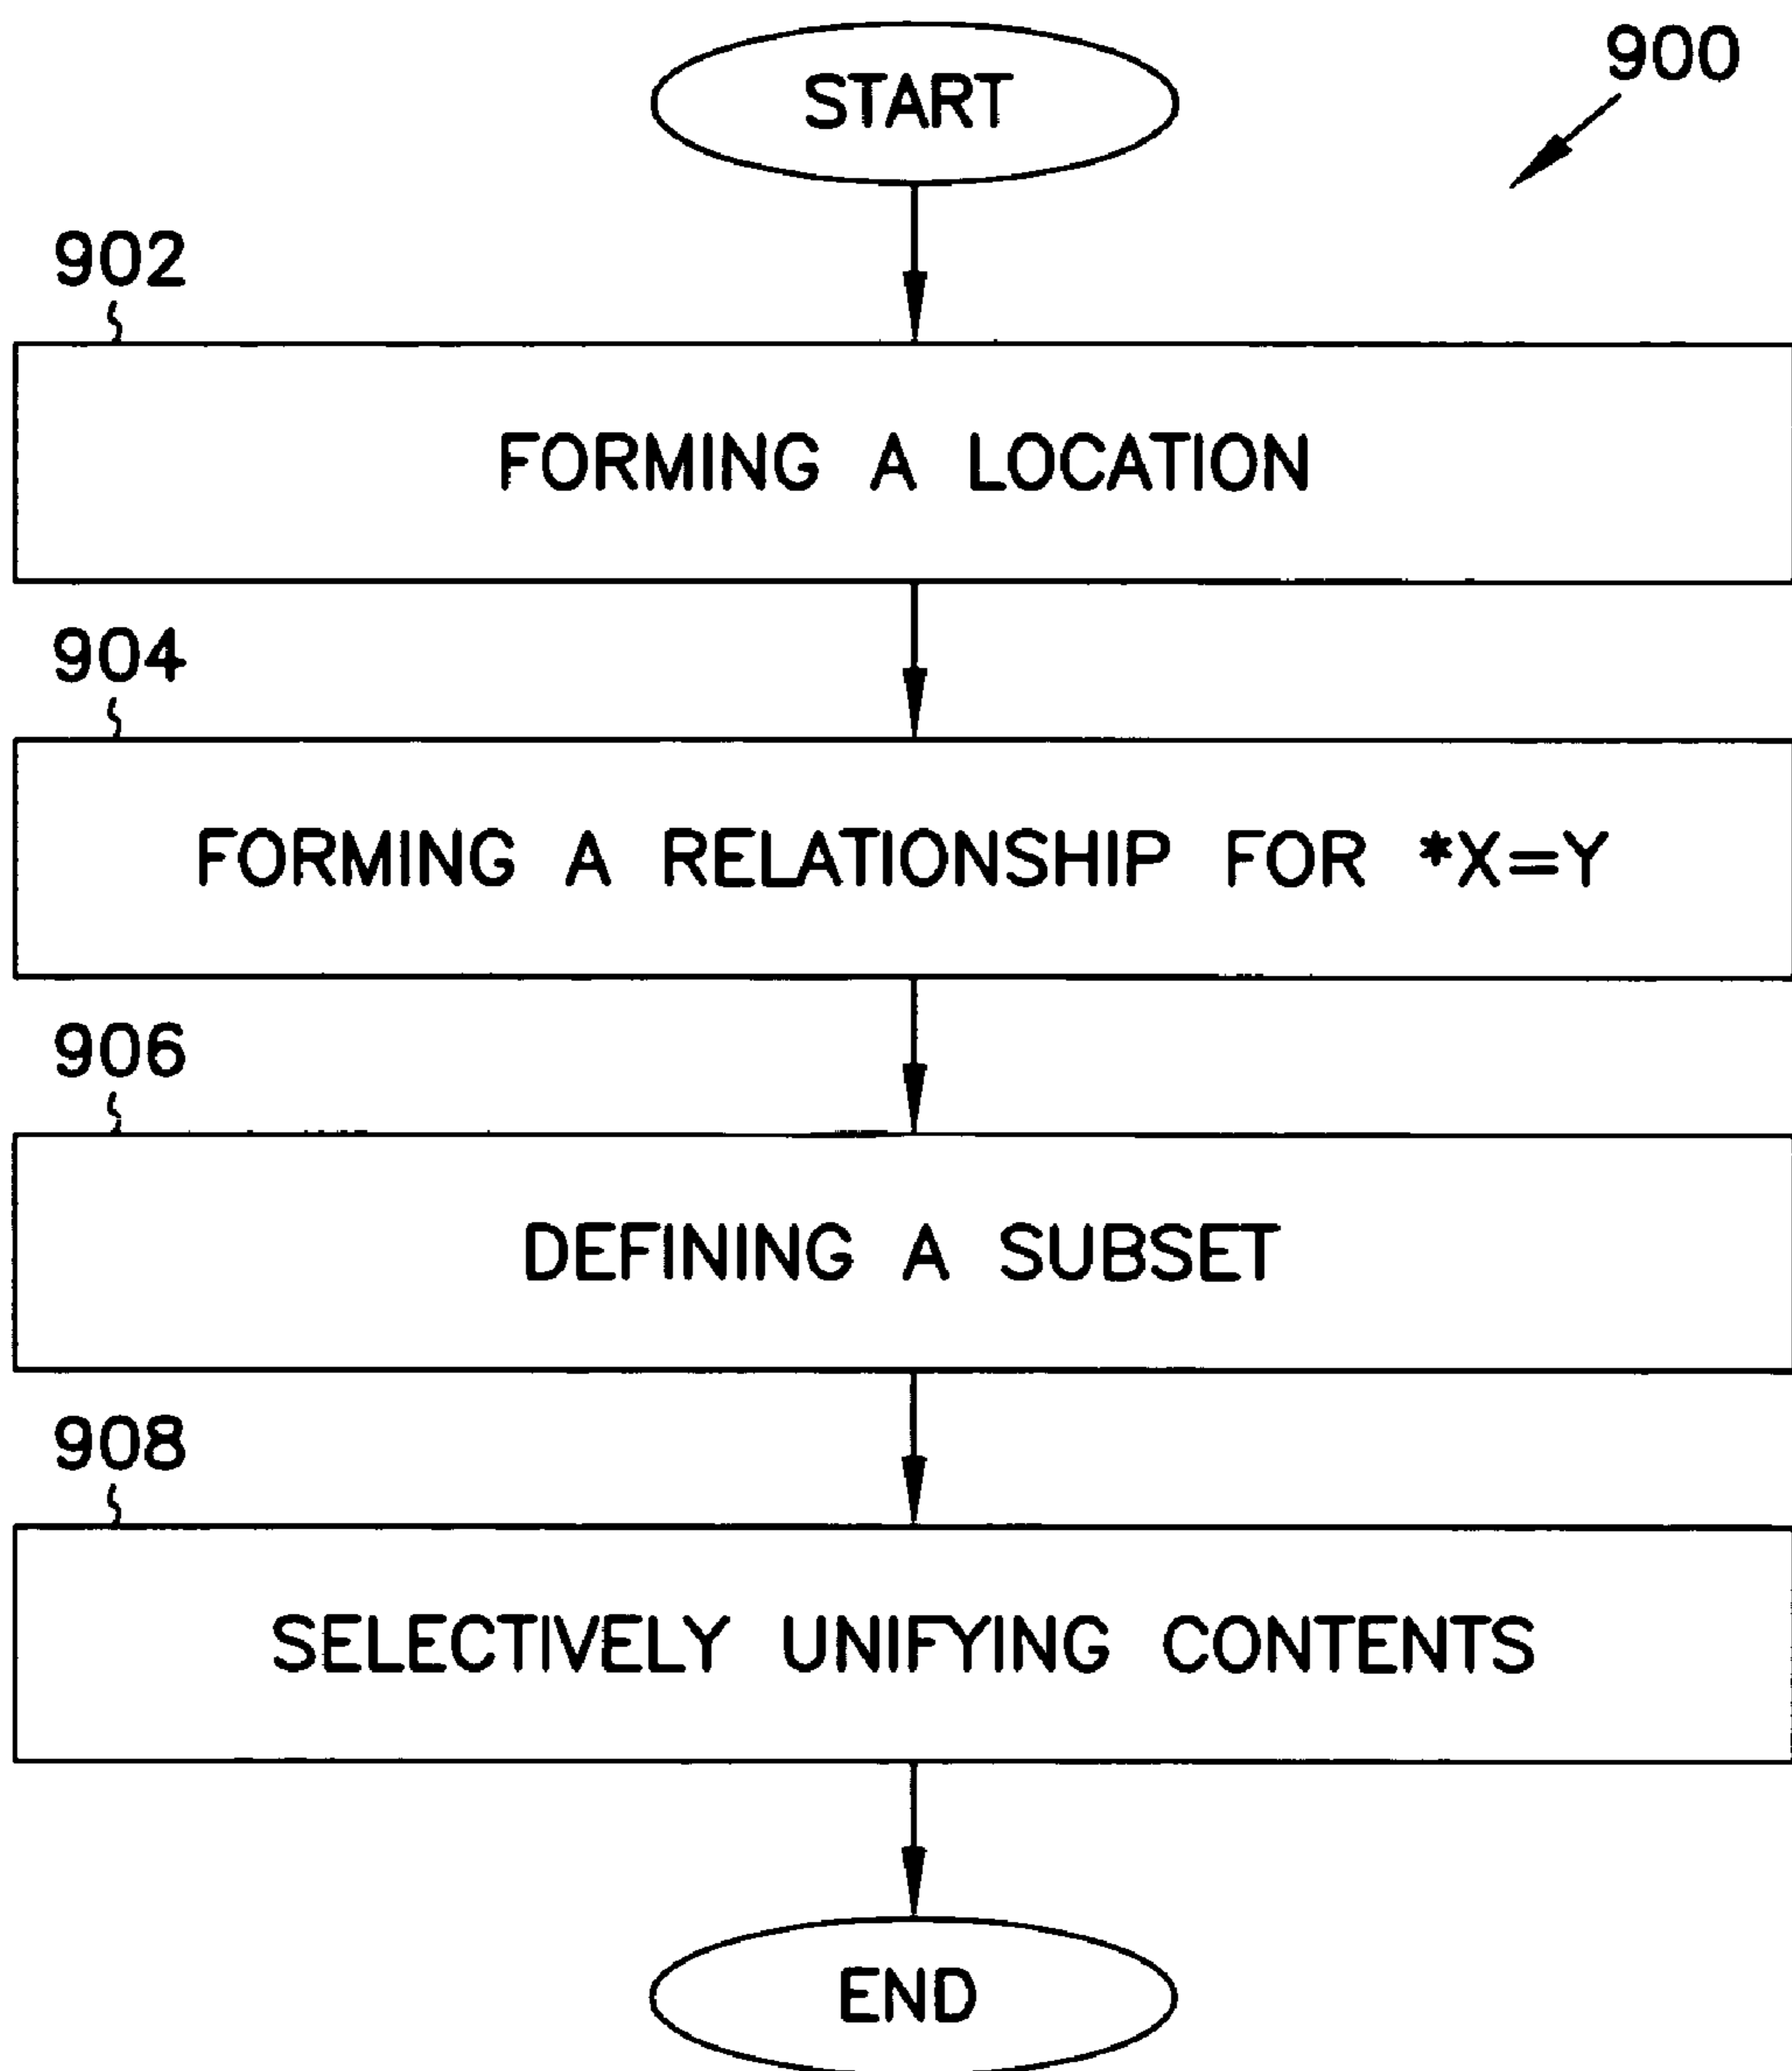 START
900
902
FORMING A LOCATION
904
FORMING A RELATIONSHIP FOR *X=Y
906
DEFINING A SUBSET
908
SELECTIVELY UNIFYING CONTENTS
END